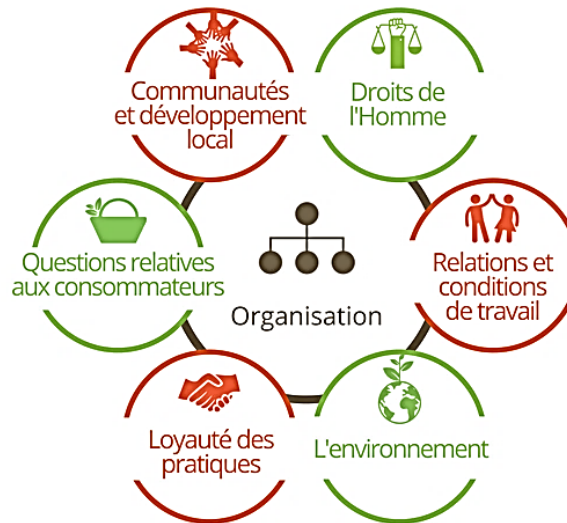 Communautés
et développement
local
Droits de
l'Homme
Questions relatives
aux consommateurs
Organisation
Relations et
conditions
de travail
Loyauté des
pratiques
L'environnement